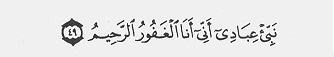 نَبِّئْ عِبَادِىٓ أَنِّىٓ أَنَا ٱلْغَفُورُ ٱلرَّحِيمُ ۝٤٩